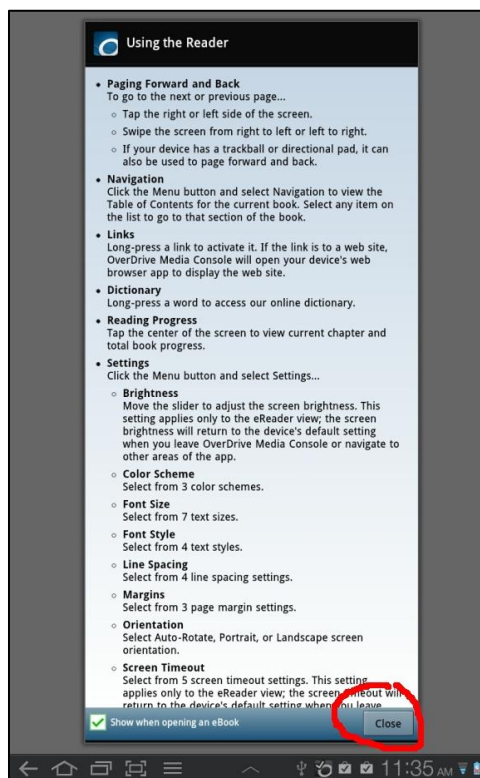 Using the Reader
Paging Forward and Back
To go to the next or previous page...
Tap the right or left side of the screen.
Swipe the screen from right to left or left to right.
If your device has a trackball or directional pad, it can
also be used to page forward and back.
Navigation
Click the Menu button and select Navigation to view the
Table of Contents for the current book. Select any item on
the list to go to that section of the book.
Links
Long-press a link to activate it. If the link is to a web site,
OverDrive Media Console will open your device's web
browser app to display the web site.
Dictionary
Long-press a word to access our online dictionary.
Reading Progress
Tap the center of the screen to view current chapter and
total book progress.
Settings
Click the Menu button and select Settings...
Brightness
Move the slider to adjust the screen brightness. This
setting applies only to the eReader view; the screen
brightness will return to the device's default setting
when you leave OverDrive Media Console or navigate to
other areas of the app.
Color Scheme
Select from 3 color schemes.
Font Size
Select from 7 text sizes.
Font Style
Select from 4 text styles.
Line Spacing
Select from 4 line spacing settings.
Margins
Select from 3 page margin settings.
Orientation
Select Auto-Rotate, Portrait, or Landscape screen
orientation.
Screen Timeout
Select from 5 screen timeout settings. This setting
applies only to the eReader view; the screen timeout will
return to the device's default setting when you leave
Show when opening an eBook
Close
11:35 AM